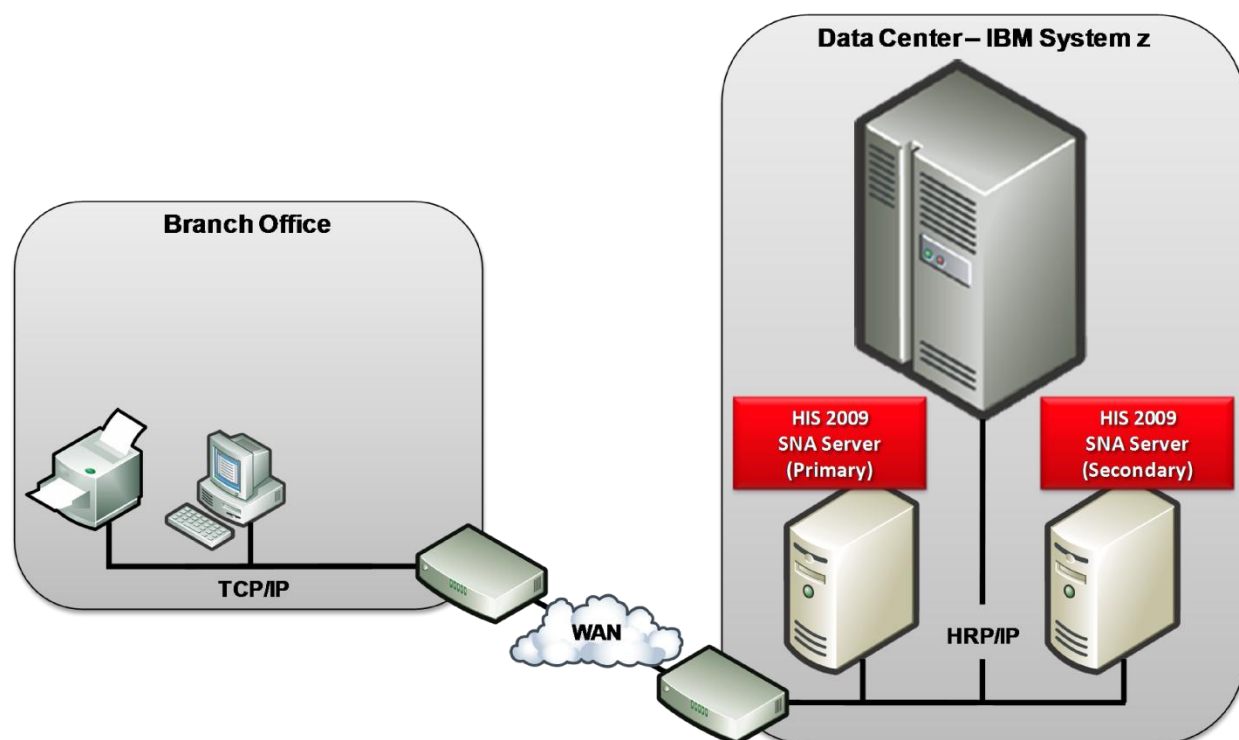 Data Center – IBM System z
Branch Office
HIS 2009
SNA Server
(Primary)
HIS 2009
SNA Server
(Secondary)
TCP/IP
WAN
HRP/IP